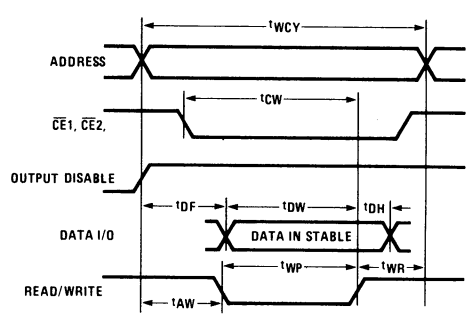 tWCY
ADDRESS
tCW
CE1, CE2,
OUTPUT DISABLE
tDF
tDW
tDH
DATA I/O
DATA IN STABLE
tWP
tWR
READ/WRITE
tAW